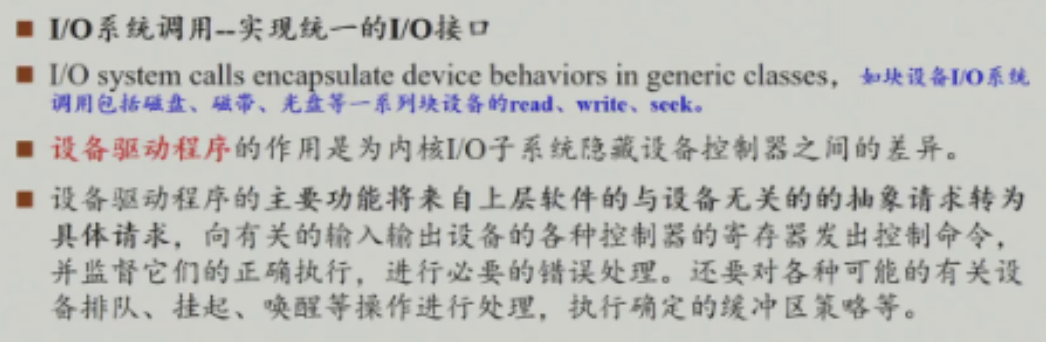 ■ I/O系统调用--实现统一的I/O接口
■ I/O system calls encapsulate device behaviors in generic classes，如块设备I/O系统
调用包括磁盘、磁带、光盘等一系列块设备的read、write、seek。
■ 设备驱动程序的作用是为内核I/O子系统隐藏设备控制器之间的差异。
■ 设备驱动程序的主要功能将来自上层软件的与设备无关的的抽象请求转为
具体请求，向有关的输入输出设备的各种控制器的寄存器发出控制命令，
并监督它们的正确执行，进行必要的错误处理。还要对各种可能的有关设
备排队、挂起、唤醒等操作进行处理，执行确定的缓冲区策略等。